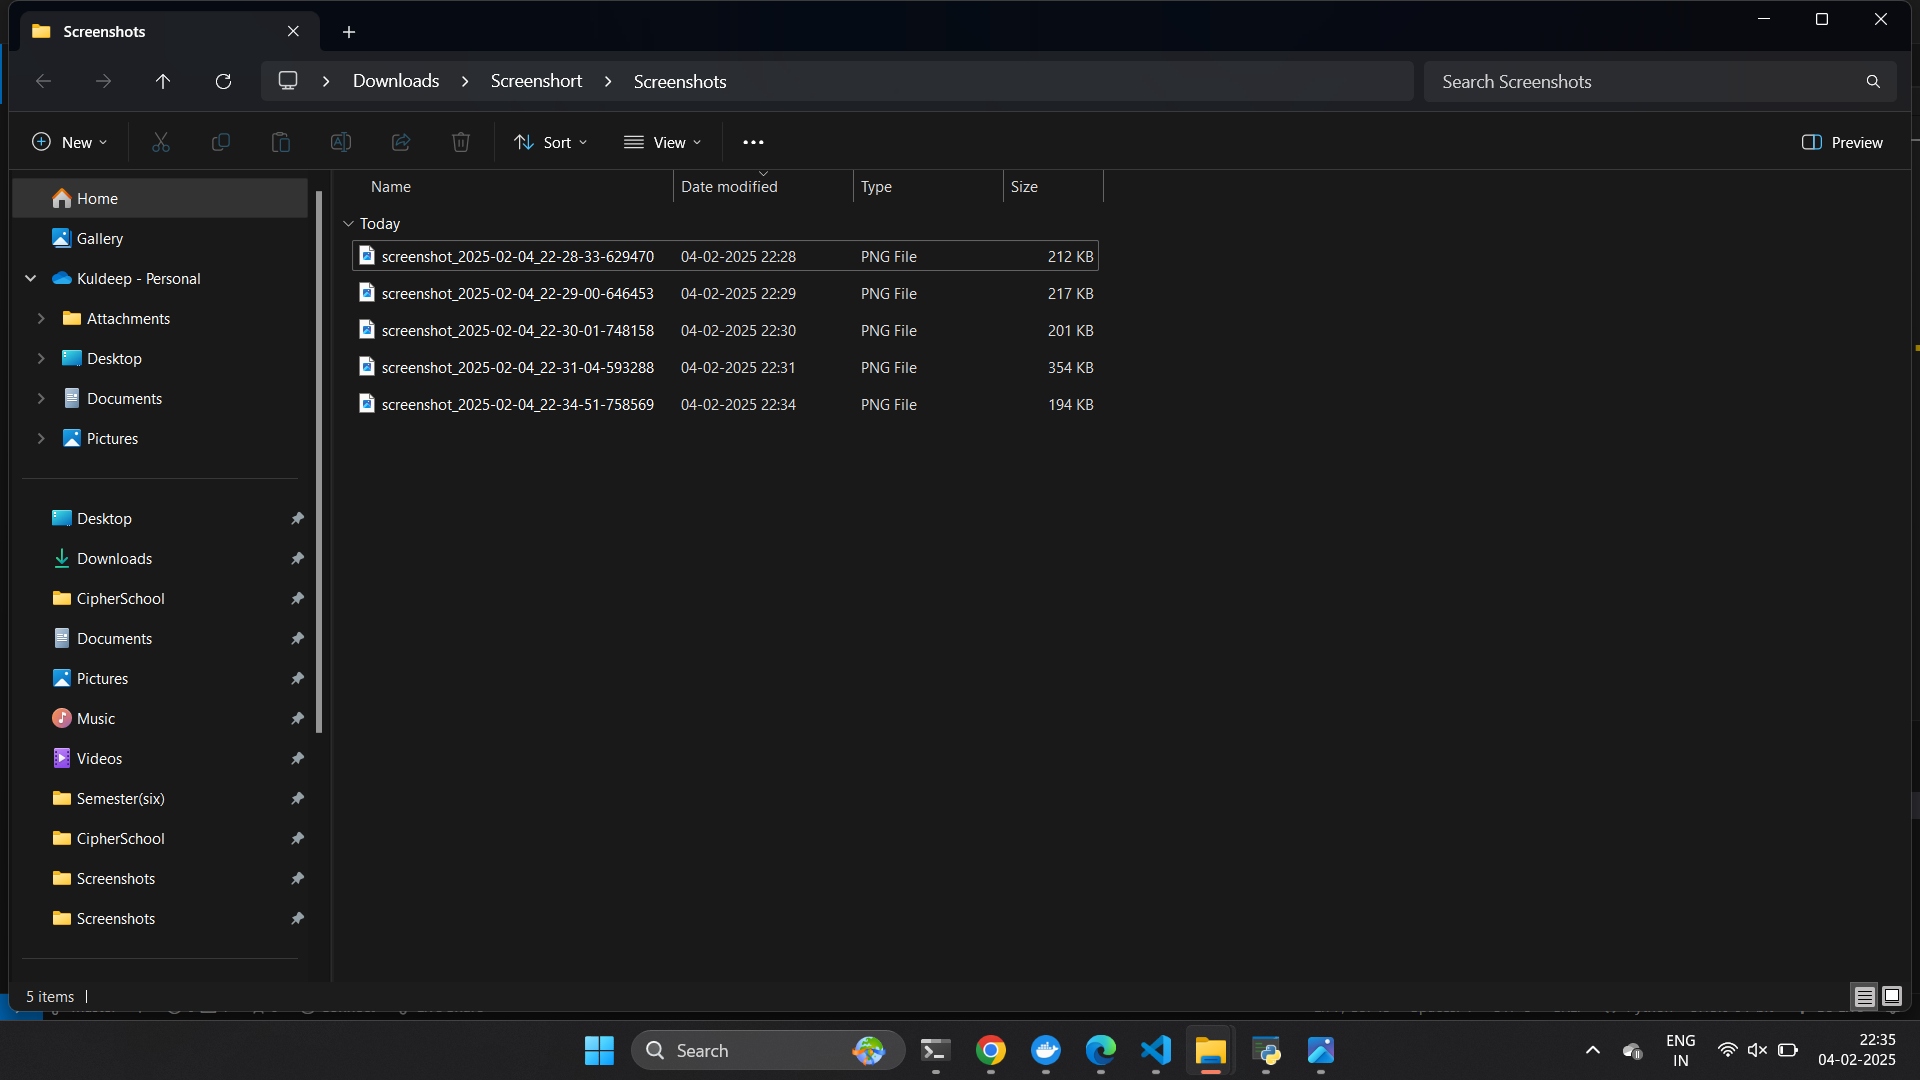 Screenshots
Downloads
Screenshort
Screenshots
Search Screenshots
New
Sort
View
Preview
Name
Date modified
Type
Size
Today
screenshot_2025-02-04_22-28-33-629470 04-02-2025 22:28 PNG File 212 KB
screenshot_2025-02-04_22-29-00-646453 04-02-2025 22:29 PNG File 217 KB
screenshot_2025-02-04_22-30-01-748158 04-02-2025 22:30 PNG File 201 KB
screenshot_2025-02-04_22-31-04-593288 04-02-2025 22:31 PNG File 354 KB
screenshot_2025-02-04_22-34-51-758569 04-02-2025 22:34 PNG File 194 KB
Home
Gallery
Kuldeep - Personal
Attachments
Desktop
Documents
Pictures
Desktop
Downloads
CipherSchool
Documents
Pictures
Music
Videos
Semester(six)
CipherSchool
Screenshots
Screenshots
5 items
Search
ENG
IN
22:35
04-02-2025